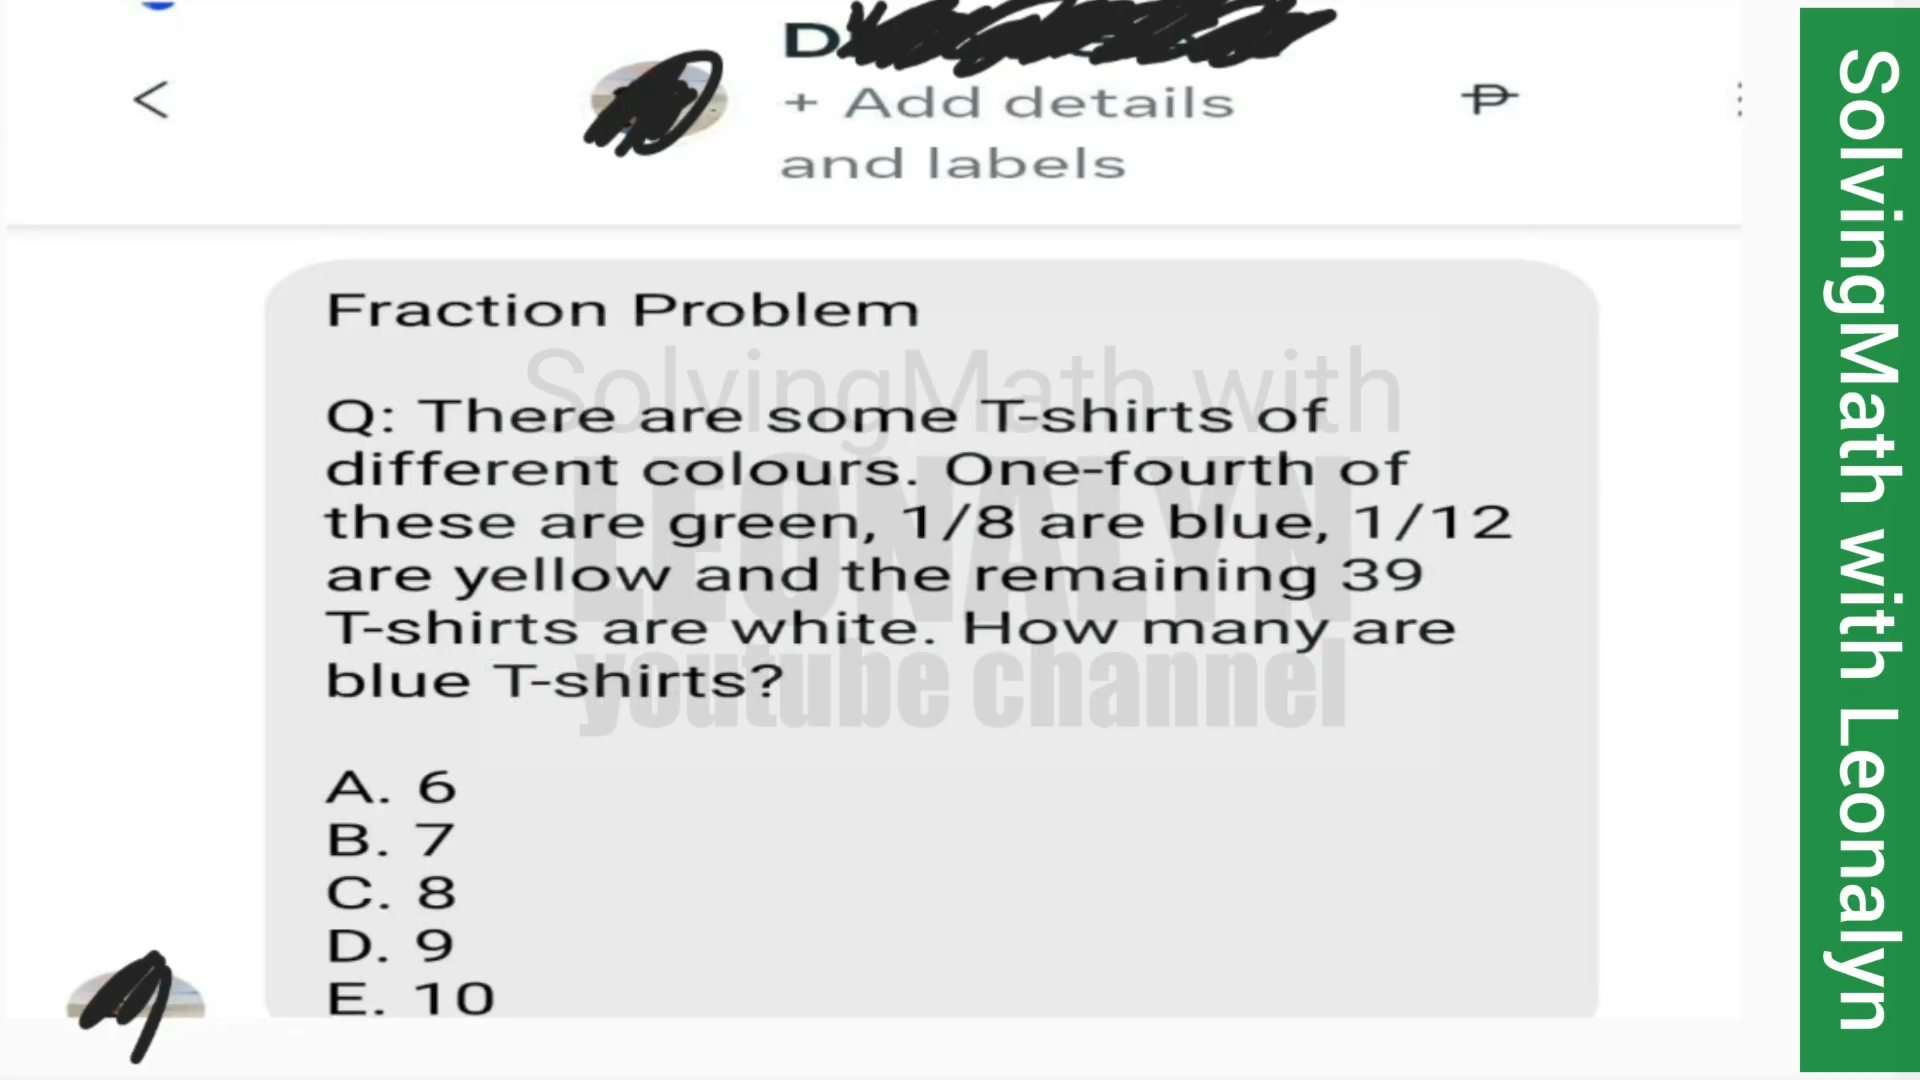 D
+ Add details
and labels
Fraction Problem
Q: There are some T-shirts of
different colours. One-fourth of
these are green, 1/8 are blue, 1/12
are yellow and the remaining 39
T-shirts are white. How many are
blue T-shirts?
A. 6
B. 7
C. 8
D. 9
E. 10
SolvingMath with
LEONALYN
youtube channel
SolvingMath with Leonalyn